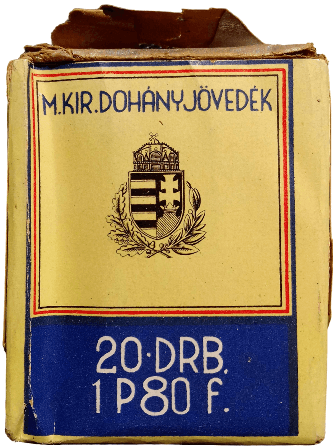 M.KIR.DOHÁNYJÖVEDÉK
20·DRB.
1 P 80 f.